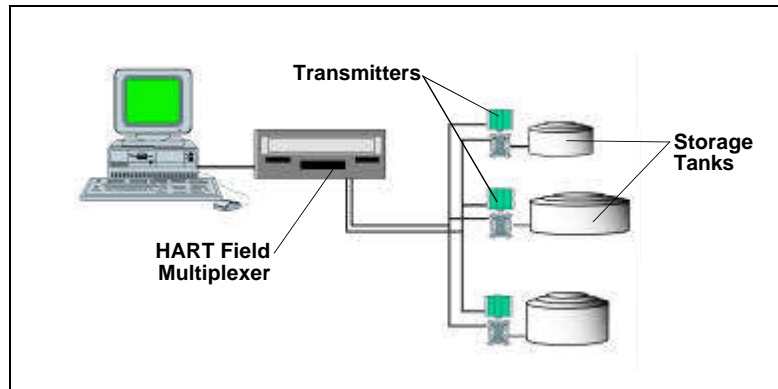 Transmitters
Storage
Tanks
HART Field
Multiplexer